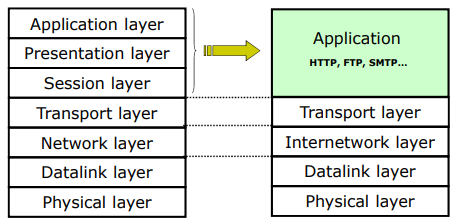 Application layer
Presentation layer
Session layer
Transport layer
Network layer
Datalink layer
Physical layer
Application
HTTP, FTP, SMTP...
Transport layer
Internetwork layer
Datalink layer
Physical layer